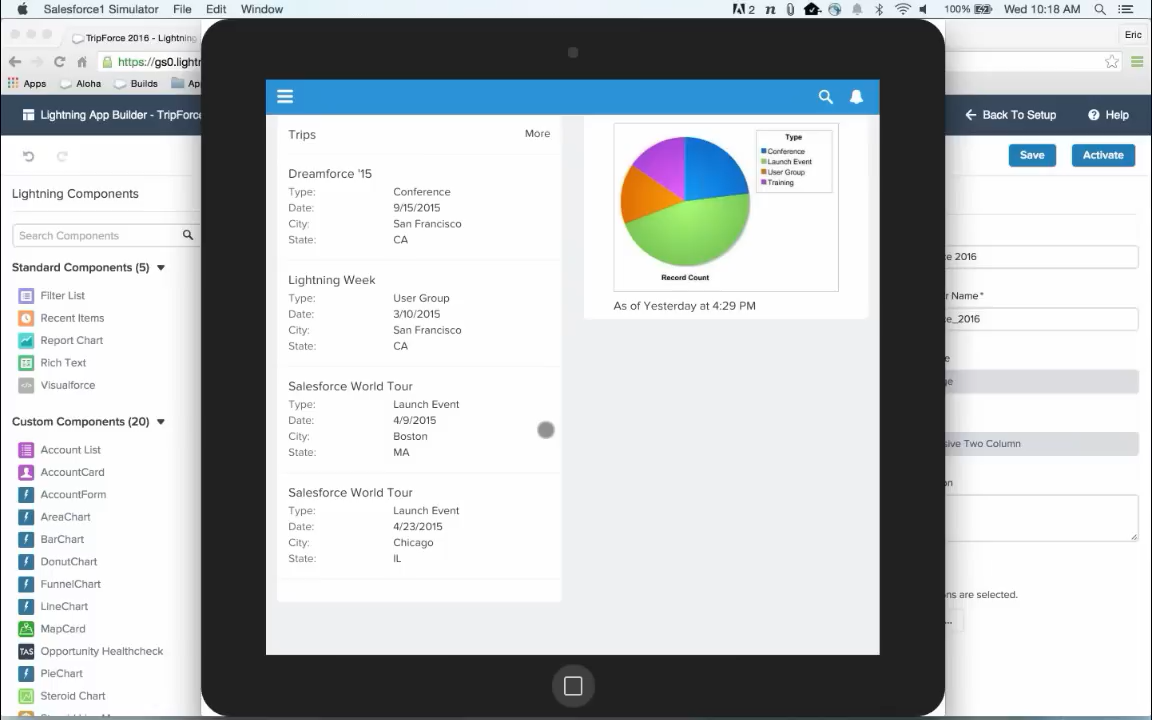 Salesforce1 Simulator File Edit Window
2 100% Wed 10:18 AM
TripForce 2016 - Lightning
Eric
https://gs0.lightn
Apps Aloha Builds
Lightning App Builder - TripForce
Back To Setup Help
Save Activate
Lightning Components
Search Components
Standard Components (5)
Filter List
Recent Items
Report Chart
Rich Text
Visualforce
Custom Components (20)
Account List
AccountCard
AccountForm
AreaChart
BarChart
DonutChart
FunnelChart
LineChart
MapCard
TAS Opportunity Healthcheck
PieChart
Steroid Chart
Trips More
Dreamforce '15
Type: Conference
Date: 9/15/2015
City: San Francisco
State: CA
Lightning Week
Type: User Group
Date: 3/10/2015
City: San Francisco
State: CA
Salesforce World Tour
Type: Launch Event
Date: 4/9/2015
City: Boston
State: MA
Salesforce World Tour
Type: Launch Event
Date: 4/23/2015
City: Chicago
State: IL
Type
Conference
Launch Event
User Group
Training
Record Count
As of Yesterday at 4:29 PM
e 2016
r Name*
e_2016
e
ge
sive Two Column
on
ns are selected.
...